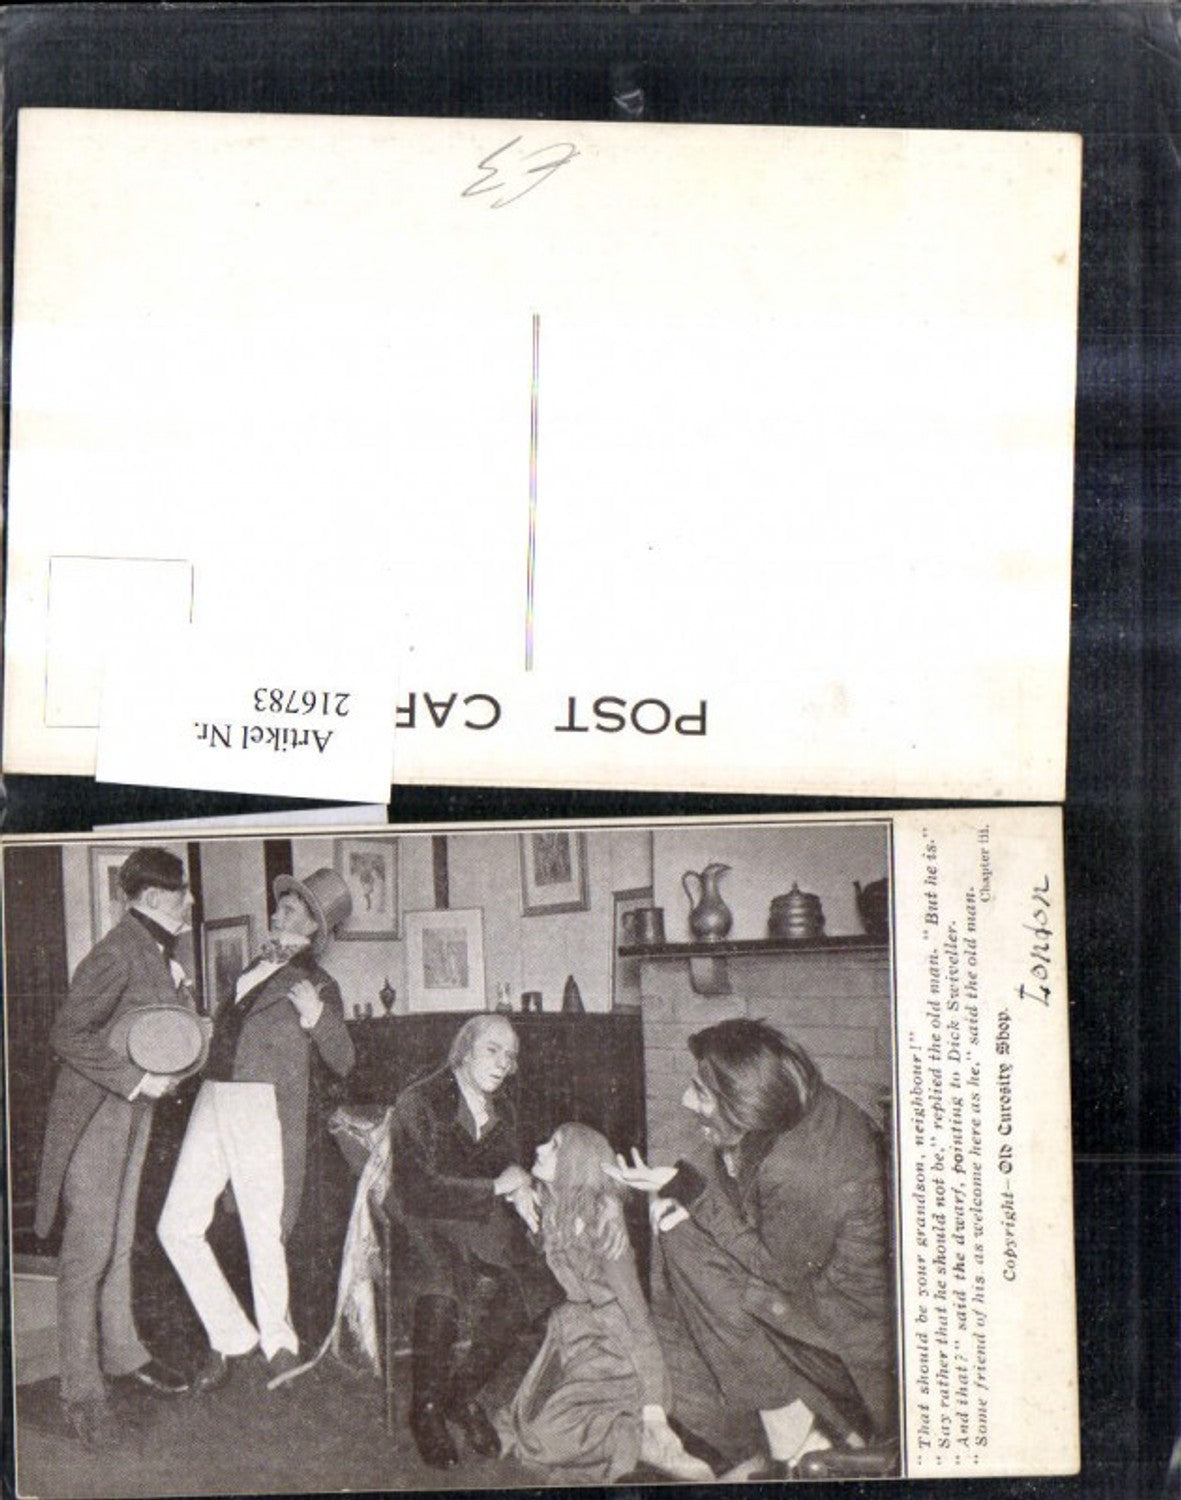 POST CAR
Artikel Nr.
216783
"That should be your grandson, neighbour!"
"Say rather that he should not be," replied the old man. "But he is."
"And that?" said the dwarf, pointing to Dick Swiveller.
"Some friend of his as welcome here as he," said the old man.
Chapter iii.
Copyright—Old Curosity Shop.
London